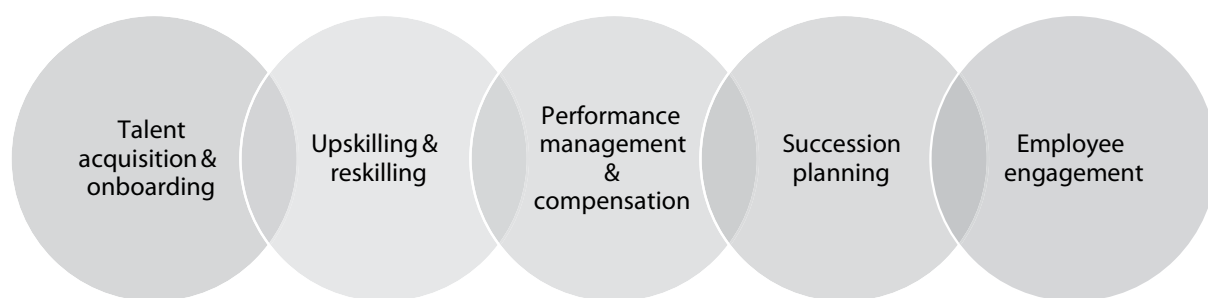 Talent
acquisition &
onboarding
Upskilling &
reskilling
Performance
management
&
compensation
Succession
planning
Employee
engagement